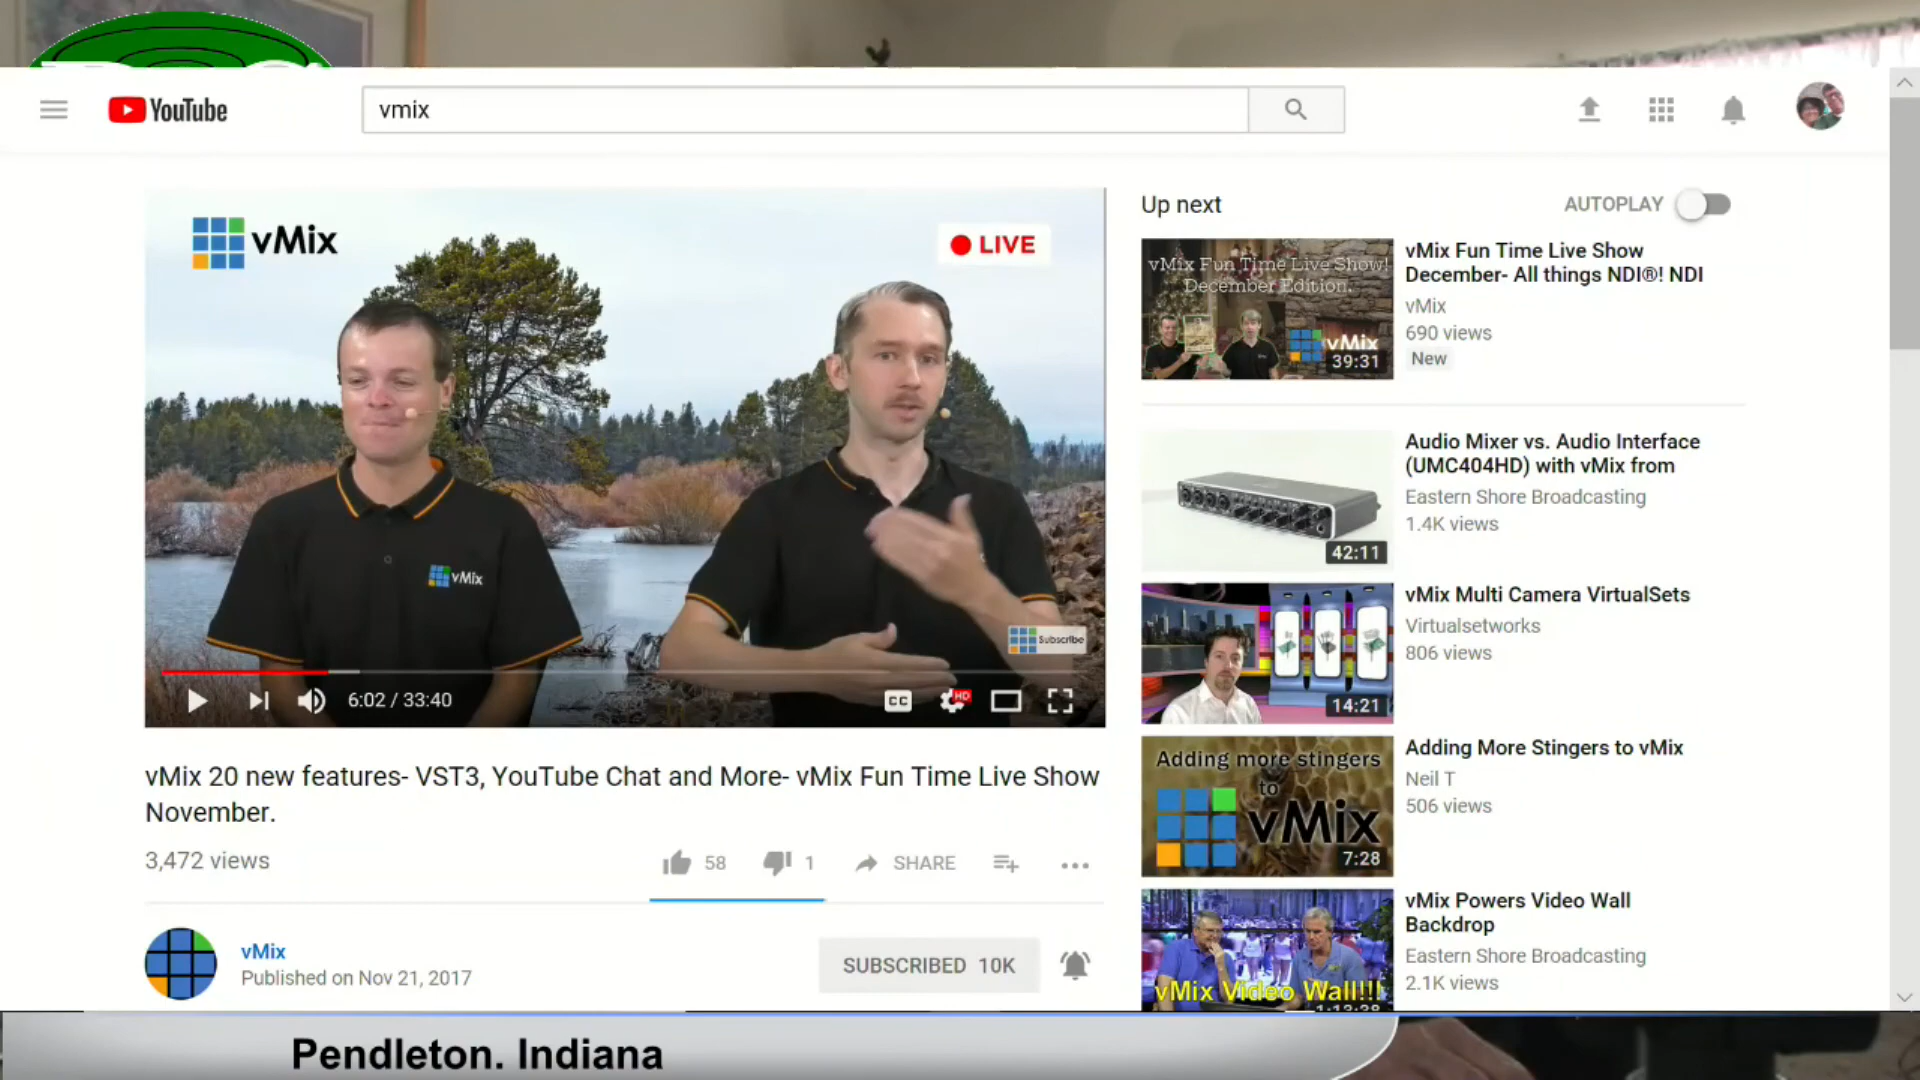 YouTube
vmix
vMix
LIVE
vMix
Subscribe
6:02 / 33:40
CC
HD
vMix 20 new features- VST3, YouTube Chat and More- vMix Fun Time Live Show
November.
3,472 views
58
1
SHARE
vMix
Published on Nov 21, 2017
SUBSCRIBED 10K
Up next
AUTOPLAY
vMix Fun Time Live Show!
December Edition.
vMix
39:31
vMix Fun Time Live Show
December- All things NDI®! NDI
vMix
690 views
New
42:11
Audio Mixer vs. Audio Interface
(UMC404HD) with vMix from
Eastern Shore Broadcasting
1.4K views
14:21
vMix Multi Camera VirtualSets
Virtualsetworks
806 views
Adding more stingers
to
vMix
7:28
Adding More Stingers to vMix
Neil T
506 views
vMix Video Wall!!!
1:13:38
vMix Powers Video Wall
Backdrop
Eastern Shore Broadcasting
2.1K views
Pendleton. Indiana